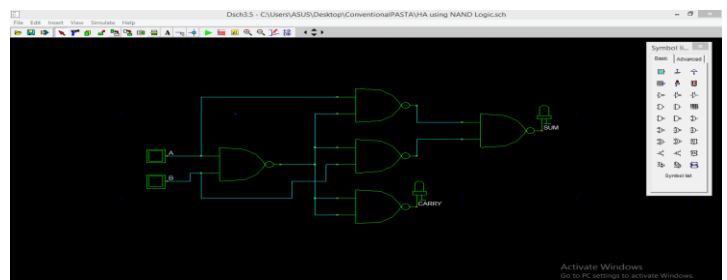 Dsch3.5 - C:\Users\ASUS\Desktop\ConventionalPASTA\HA using NAND Logic.sch
File Edit Insert View Simulate Help
Symbol li...
Basic Advanced
A
B
SUM
CARRY
Symbol list
Activate Windows
Go to PC settings to activate Windows.